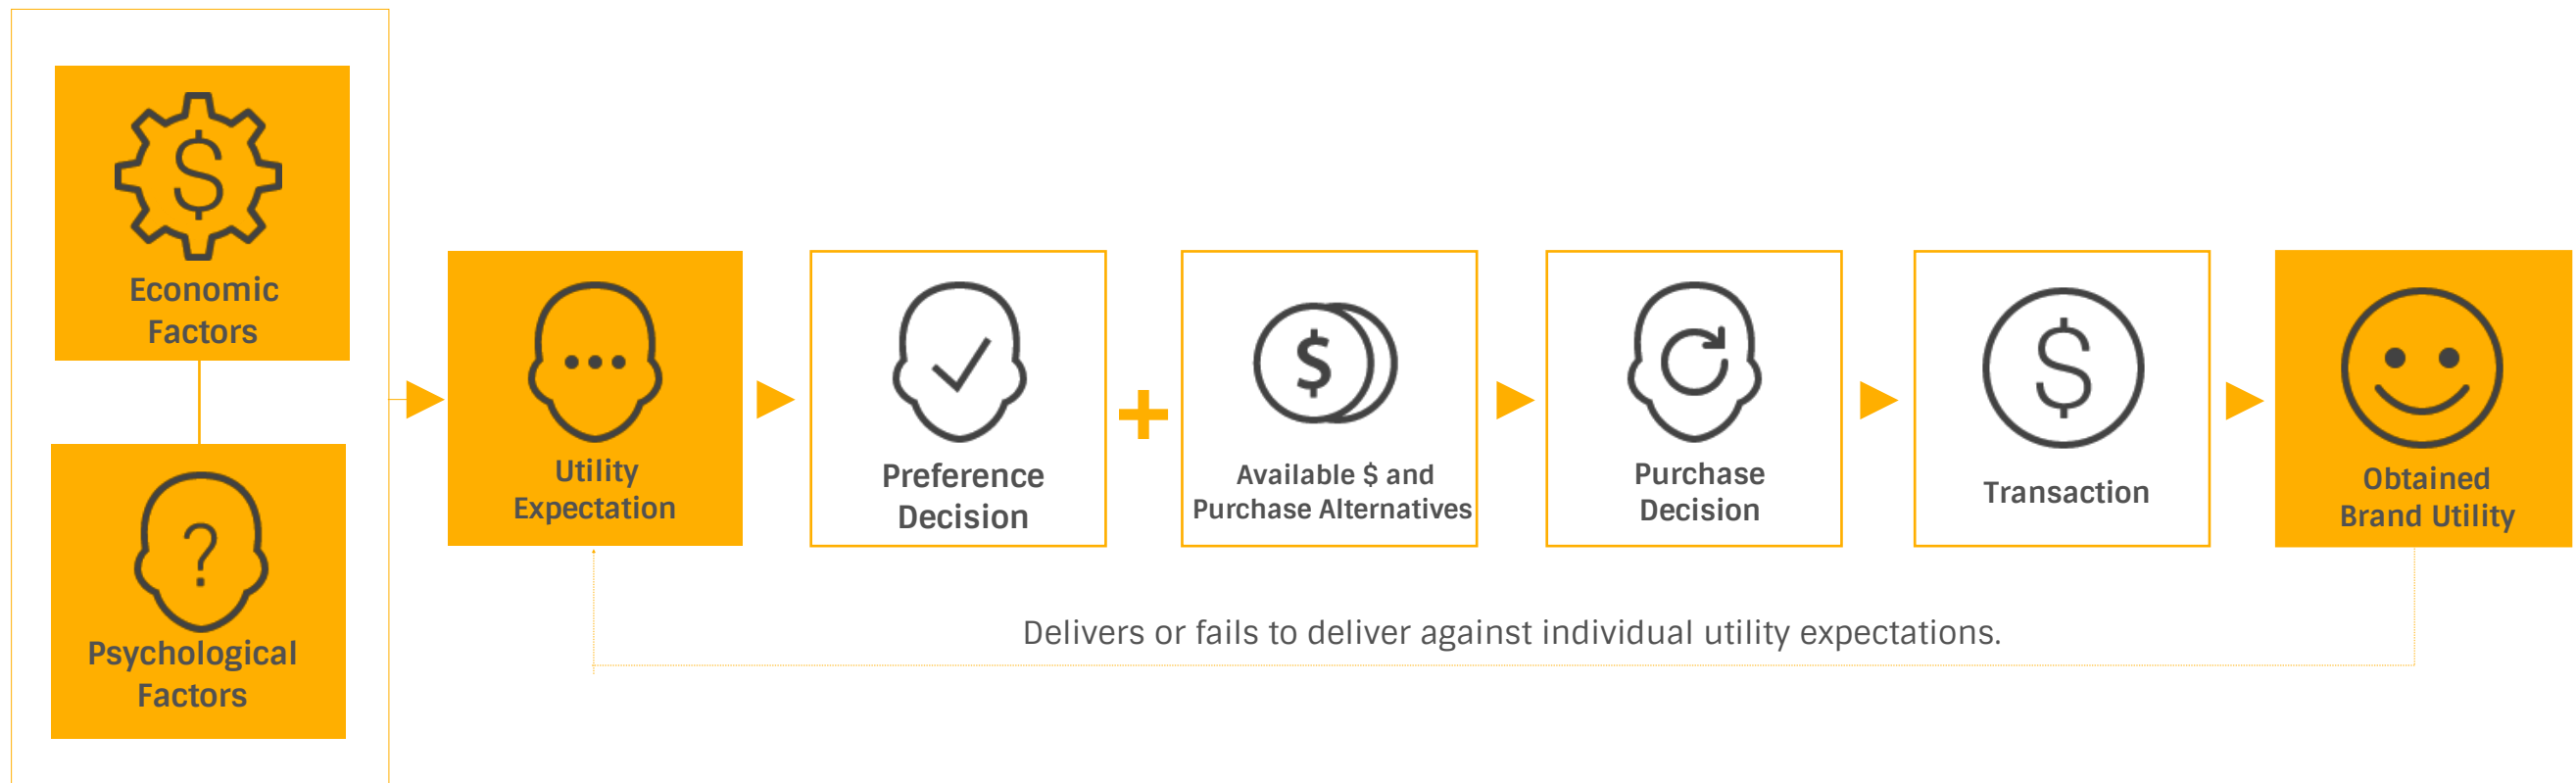 $
Economic
Factors
?
Psychological
Factors
Utility
Expectation
Preference
Decision
+
$
Available $ and
Purchase Alternatives
Purchase
Decision
$
Transaction
Obtained
Brand Utility
Delivers or fails to deliver against individual utility expectations.